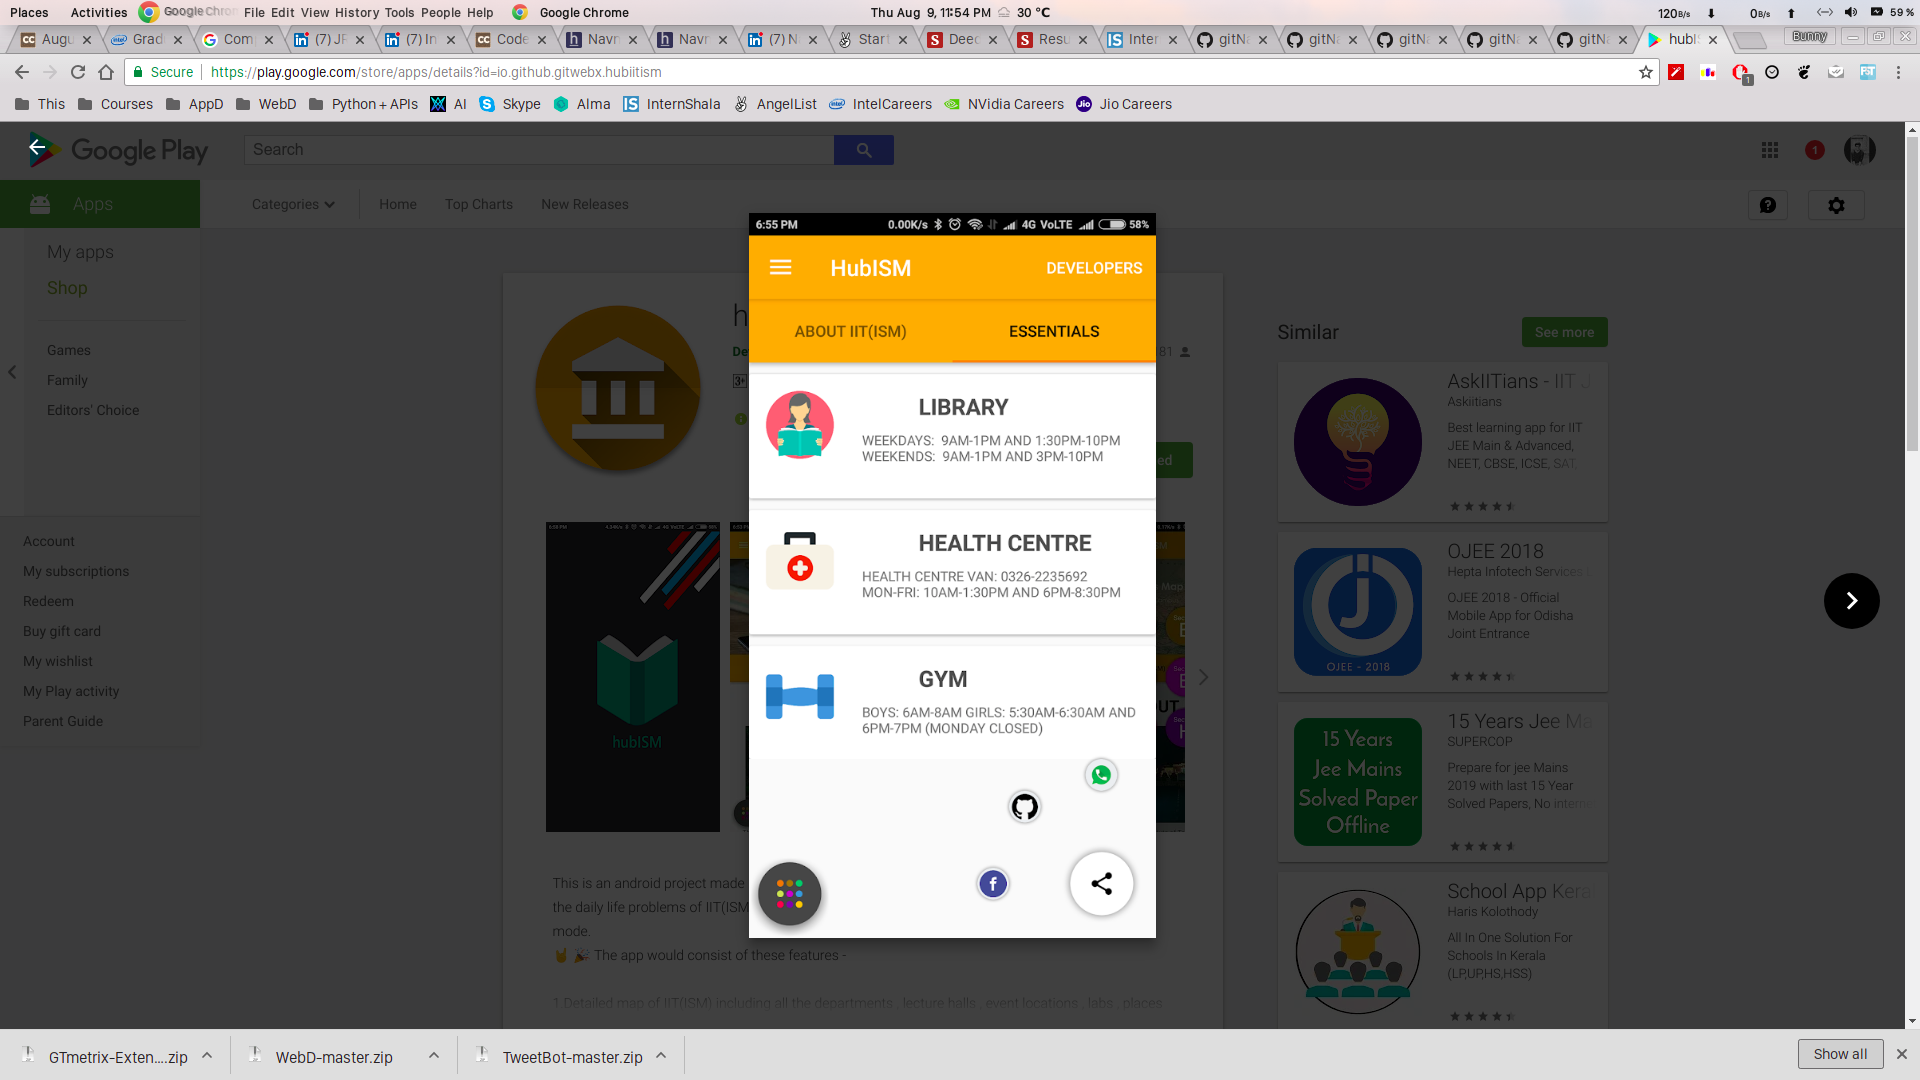 Places Activities Google Chrome File Edit View History Tools People Help Google Chrome Thu Aug 9, 11:54 PM 30 °C 120B/s 0B/s 59 %
Augu Grad Com (7) JF (7) In Code Navn Navn (7) N Start Deec Resu Inter gitNa gitNa gitNa gitNa gitNa hubI Bunny
Secure https://play.google.com/store/apps/details?id=io.github.gitwebx.hubiitism
This Courses AppD WebD Python + APIs AI Skype Alma InternShala AngelList IntelCareers NVidia Careers Jio Careers
Google Play Search 1
Apps Categories Home Top Charts New Releases
My apps
Shop
Games
Family
Editors' Choice
Account
My subscriptions
Redeem
Buy gift card
My wishlist
My Play activity
Parent Guide
6:55 PM 0.00K/s 4G VoLTE 58%
HubISM DEVELOPERS
ABOUT IIT(ISM) ESSENTIALS
LIBRARY
WEEKDAYS: 9AM-1PM AND 1:30PM-10PM
WEEKENDS: 9AM-1PM AND 3PM-10PM
HEALTH CENTRE
HEALTH CENTRE VAN: 0326-2235692
MON-FRI: 10AM-1:30PM AND 6PM-8:30PM
GYM
BOYS: 6AM-8AM GIRLS: 5:30AM-6:30AM AND
6PM-7PM (MONDAY CLOSED)
hubISM
This is an android project made
the daily life problems of IIT(ISM
mode.
The app would consist of these features -
1.Detailed map of IIT(ISM) including all the departments , lecture halls , event locations , labs , places
Similar See more
AskIITians - IIT J
Askiitians
Best learning app for IIT
JEE Main & Advanced,
NEET, CBSE, ICSE, SAT,
OJEE 2018
Hepta Infotech Services
OJEE 2018 - Official
Mobile App for Odisha
Joint Entrance
OJEE - 2018
15 Years Jee Ma
SUPERCOP
Prepare for jee Mains
2019 with last 15 Year
Solved Papers, No intern
15 Years
Jee Mains
Solved Paper
Offline
School App Kera
Haris Kolothody
All In One Solution For
Schools In Kerala
(LP,UP,HS,HSS)
GTmetrix-Exten....zip WebD-master.zip TweetBot-master.zip Show all